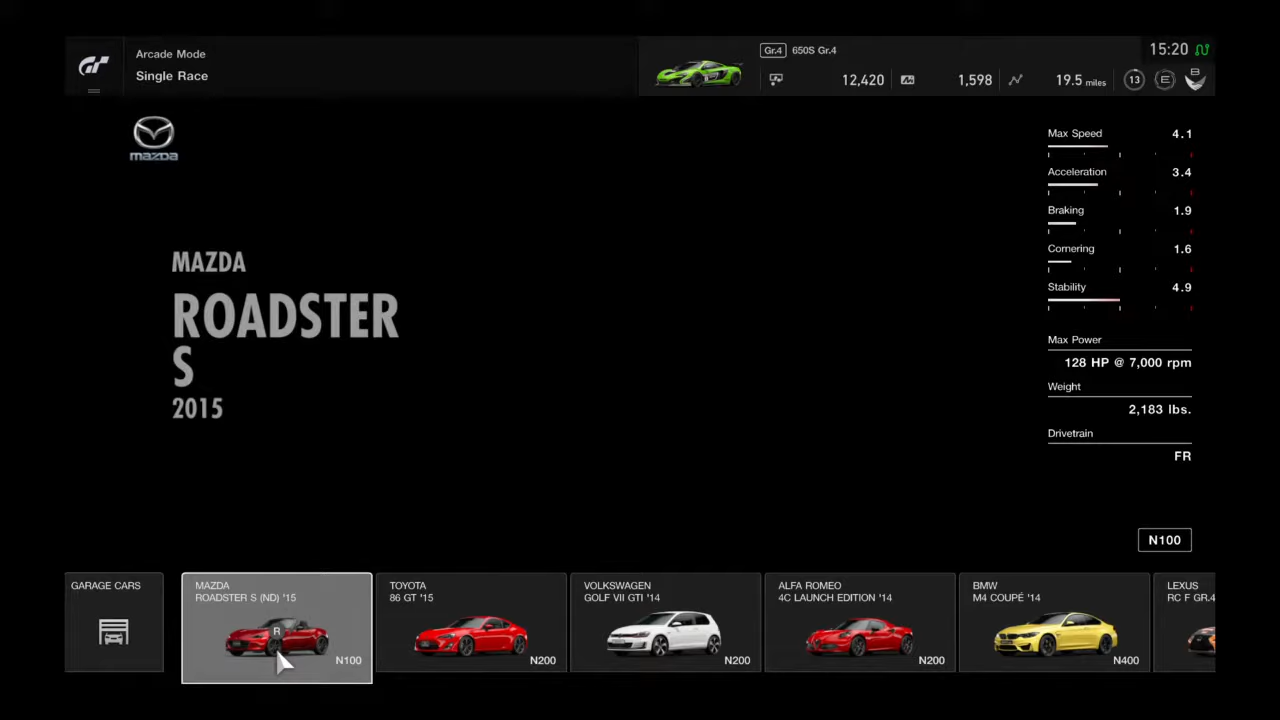 Arcade Mode
Single Race
Gr.4 650S Gr.4
12,420 1,598 19.5 miles
15:20
13 E B
mazda
MAZDA
ROADSTER
S
2015
Max Speed 4.1
Acceleration 3.4
Braking 1.9
Cornering 1.6
Stability 4.9
Max Power
128 HP @ 7,000 rpm
Weight
2,183 lbs.
Drivetrain
FR
N100
GARAGE CARS
MAZDA
ROADSTER S (ND) '15
R
N100
TOYOTA
86 GT '15
N200
VOLKSWAGEN
GOLF VII GTI '14
N200
ALFA ROMEO
4C LAUNCH EDITION '14
N200
BMW
M4 COUPÉ '14
N400
LEXUS
RC F GR.4